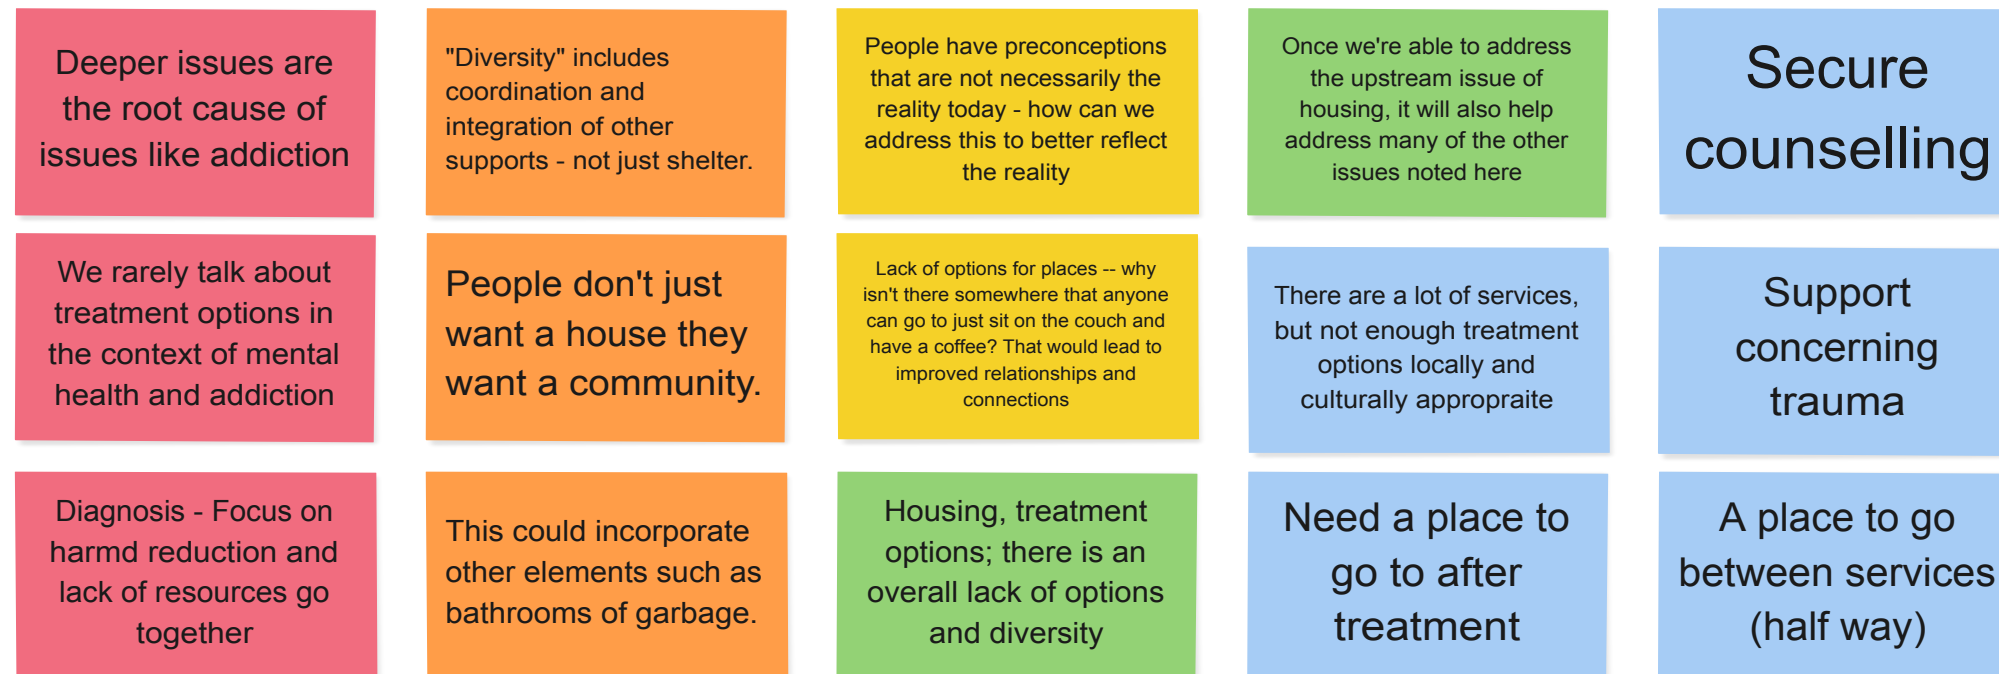 Deeper issues are
the root cause of
issues like addiction
"Diversity" includes
coordination and
integration of other
supports - not just shelter.
People have preconceptions
that are not necessarily the
reality today - how can we
address this to better reflect
the reality
Once we're able to address
the upstream issue of
housing, it will also help
address many of the other
issues noted here
Secure
counselling
We rarely talk about
treatment options in
the context of mental
health and addiction
People don't just
want a house they
want a community.
Lack of options for places -- why
isn't there somewhere that anyone
can go to just sit on the couch and
have a coffee? That would lead to
improved relationships and
connections
There are a lot of services,
but not enough treatment
options locally and
culturally appropraite
Support
concerning
trauma
Diagnosis - Focus on
harmd reduction and
lack of resources go
together
This could incorporate
other elements such as
bathrooms of garbage.
Housing, treatment
options; there is an
overall lack of options
and diversity
Need a place to
go to after
treatment
A place to go
between services
(half way)